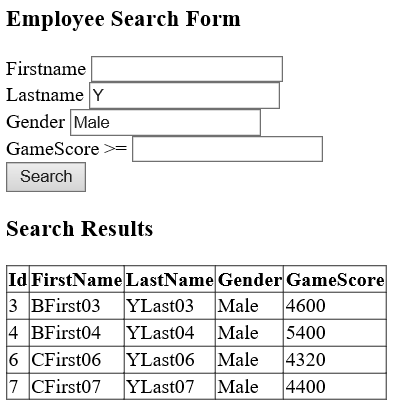 Employee Search Form
Firstname
Lastname Y
Gender Male
GameScore >=
Search
Search Results
Id FirstName LastName Gender GameScore
3 BFirst03 YLast03 Male 4600
4 BFirst04 YLast04 Male 5400
6 CFirst06 YLast06 Male 4320
7 CFirst07 YLast07 Male 4400